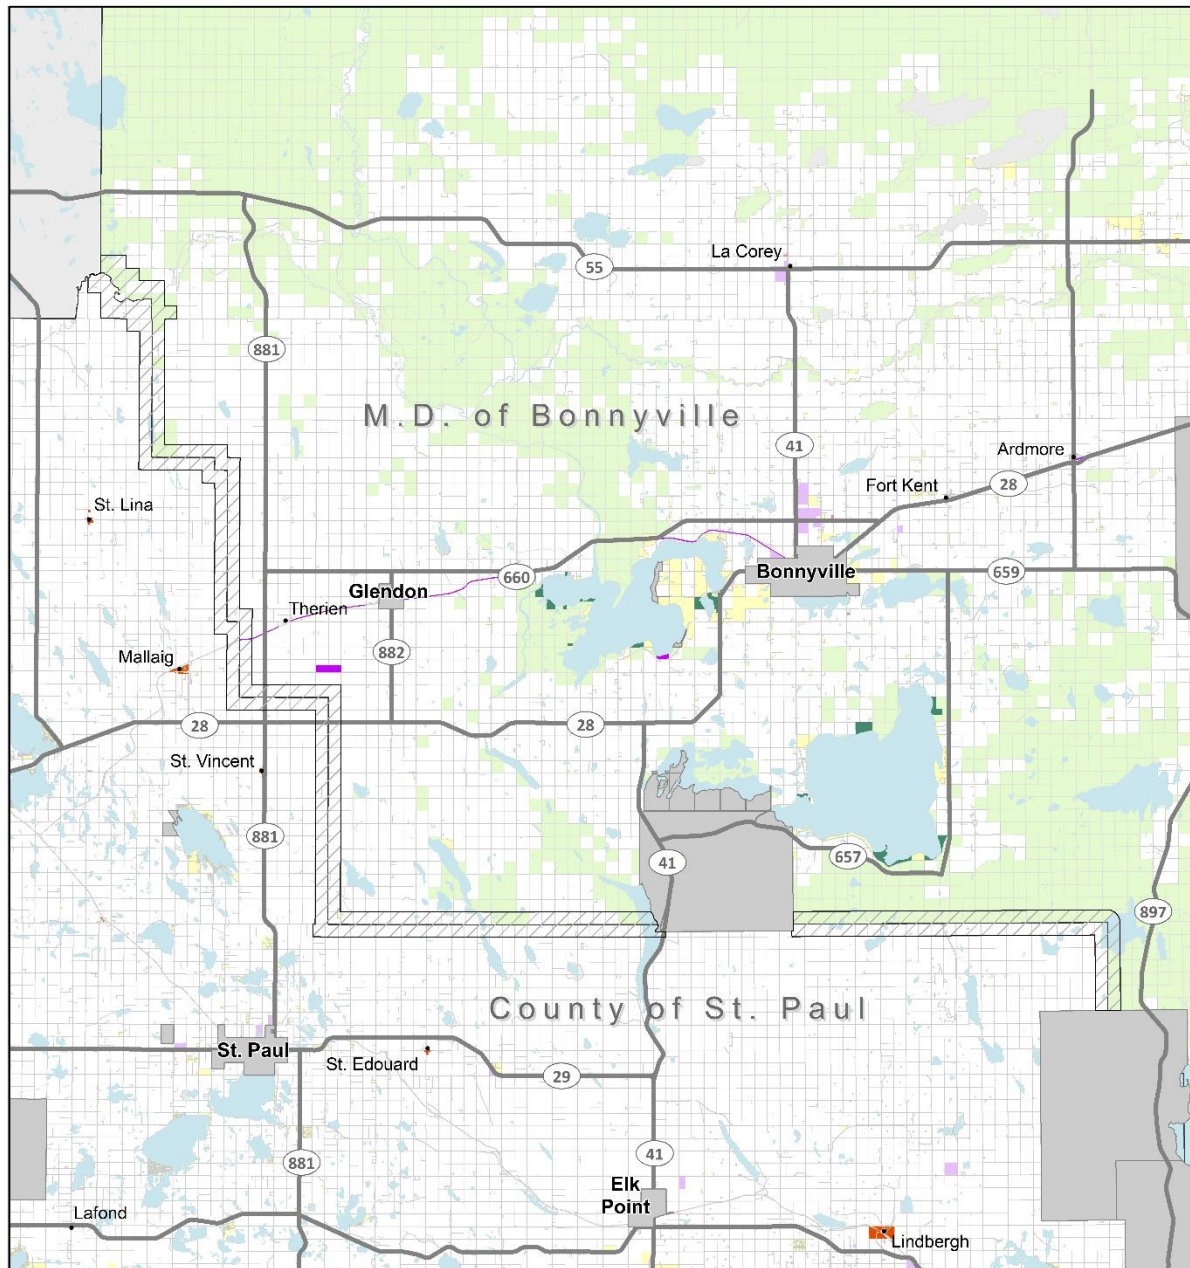 La Corey
55
881
M.D. of Bonnyville
41
Ardmore
28
Fort Kent
St. Lina
660
Bonnyville
659
Glendon
Therien
882
Mallaig
28
28
St. Vincent
881
41
657
897
County of St. Paul
St. Paul
St. Edouard
29
41
881
Elk
Point
Lafond
Lindbergh